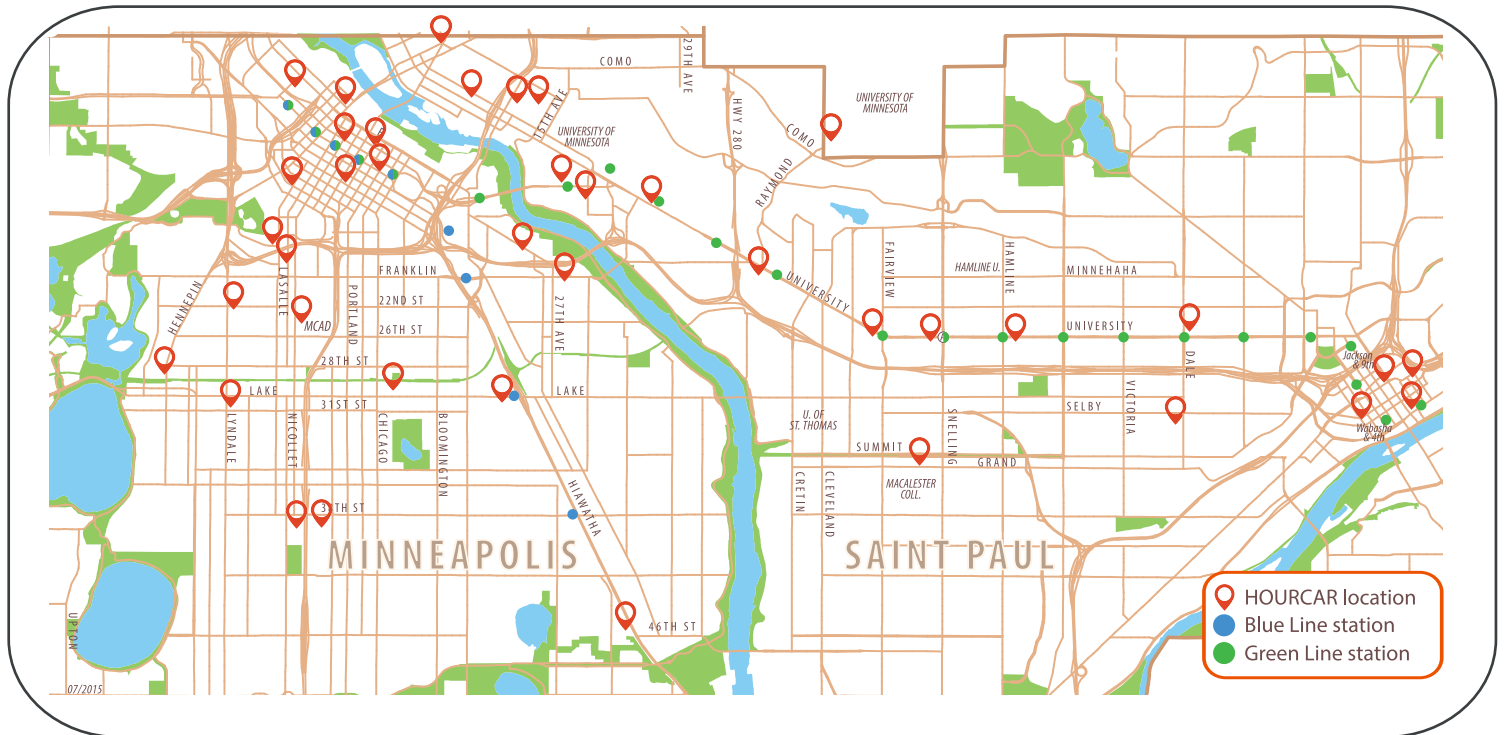 29TH AVE
COMO
15TH AVE
UNIVERSITY OF
MINNESOTA
HWY 280
COMO
RAYMOND
UNIVERSITY OF
MINNESOTA
HENNEPIN
LASALLE
PORTLAND
FRANKLIN
22ND ST
MCAD
26TH ST
28TH ST
27TH AVE
LAKE
LAKE
31ST ST
LYNDALE
NICOLLET
CHICAGO
BLOOMINGTON
HIAWATHA
TH ST
46TH ST
UPTON
UNIVERSITY
FAIRVIEW
HAMLINE U.
HAMLINE
MINNEHAHA
UNIVERSITY
DALE
VICTORIA
SELBY
U. OF
ST. THOMAS
SUMMIT
SNELLING
GRAND
MACALESTER
COLL.
CRETIN
CLEVELAND
Jackson
& 9th
Wabasha
& 4th
MINNEAPOLIS
SAINT PAUL
HOURCAR location
Blue Line station
Green Line station
07/2015